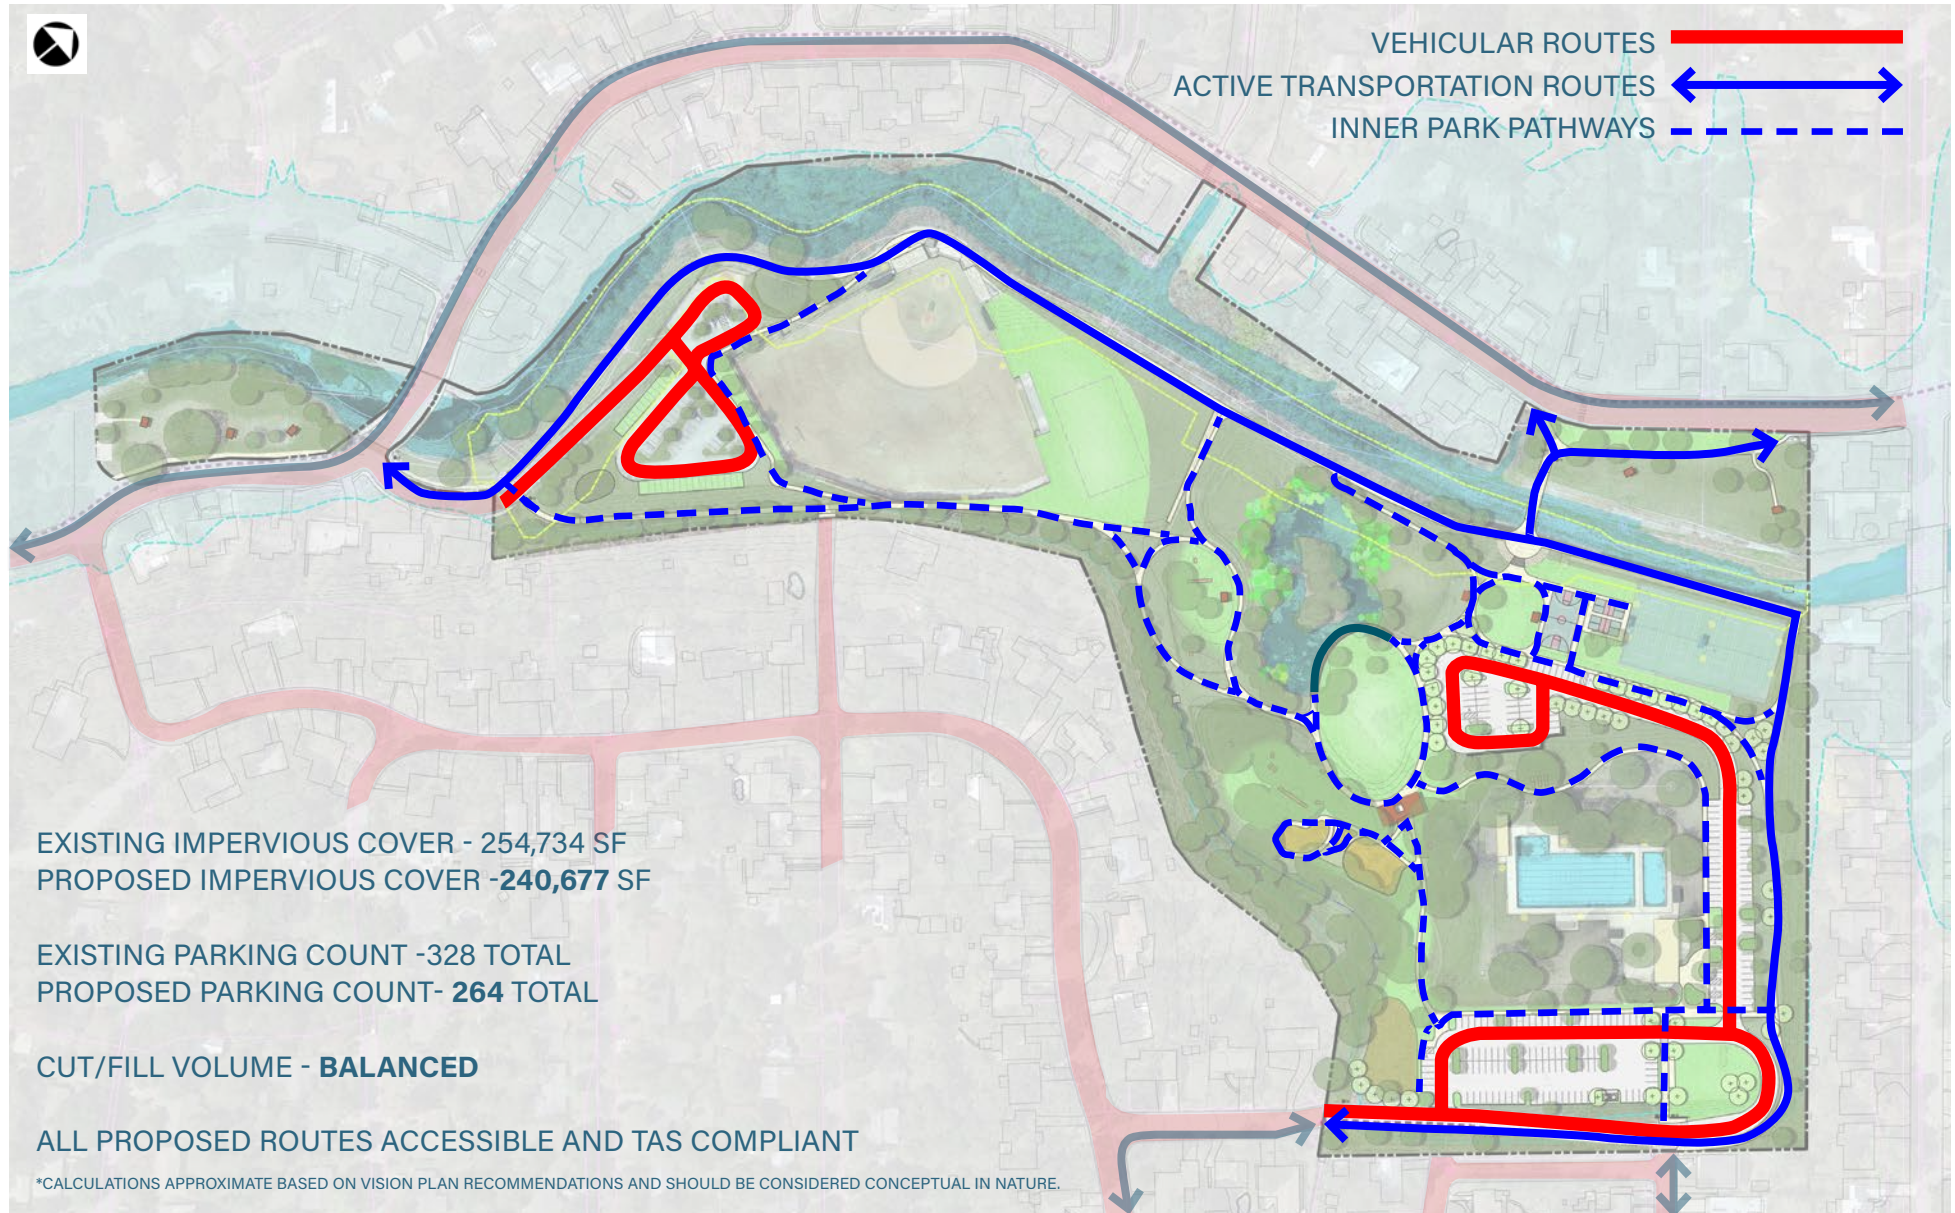 VEHICULAR ROUTES
ACTIVE TRANSPORTATION ROUTES
INNER PARK PATHWAYS
EXISTING IMPERVIOUS COVER - 254,734 SF
PROPOSED IMPERVIOUS COVER -240,677 SF
EXISTING PARKING COUNT -328 TOTAL
PROPOSED PARKING COUNT- 264 TOTAL
CUT/FILL VOLUME - BALANCED
ALL PROPOSED ROUTES ACCESSIBLE AND TAS COMPLIANT
*CALCULATIONS APPROXIMATE BASED ON VISION PLAN RECOMMENDATIONS AND SHOULD BE CONSIDERED CONCEPTUAL IN NATURE.